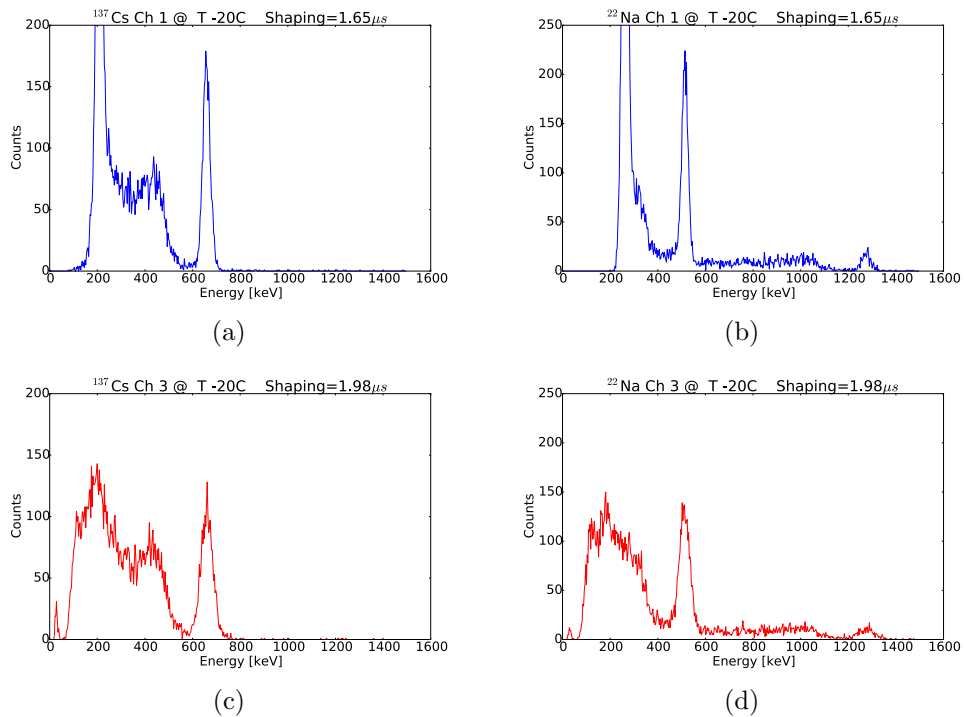 ¹³⁷Cs Ch 1 @ T -20C Shaping=1.65μs
200
150
100
50
0
Counts
0 200 400 600 800 1000 1200 1400 1600
Energy [keV]
(a)
²²Na Ch 1 @ T -20C Shaping=1.65μs
250
200
150
100
50
0
Counts
0 200 400 600 800 1000 1200 1400 1600
Energy [keV]
(b)
¹³⁷Cs Ch 3 @ T -20C Shaping=1.98μs
200
150
100
50
0
Counts
0 200 400 600 800 1000 1200 1400 1600
Energy [keV]
(c)
²²Na Ch 3 @ T -20C Shaping=1.98μs
250
200
150
100
50
0
Counts
0 200 400 600 800 1000 1200 1400 1600
Energy [keV]
(d)